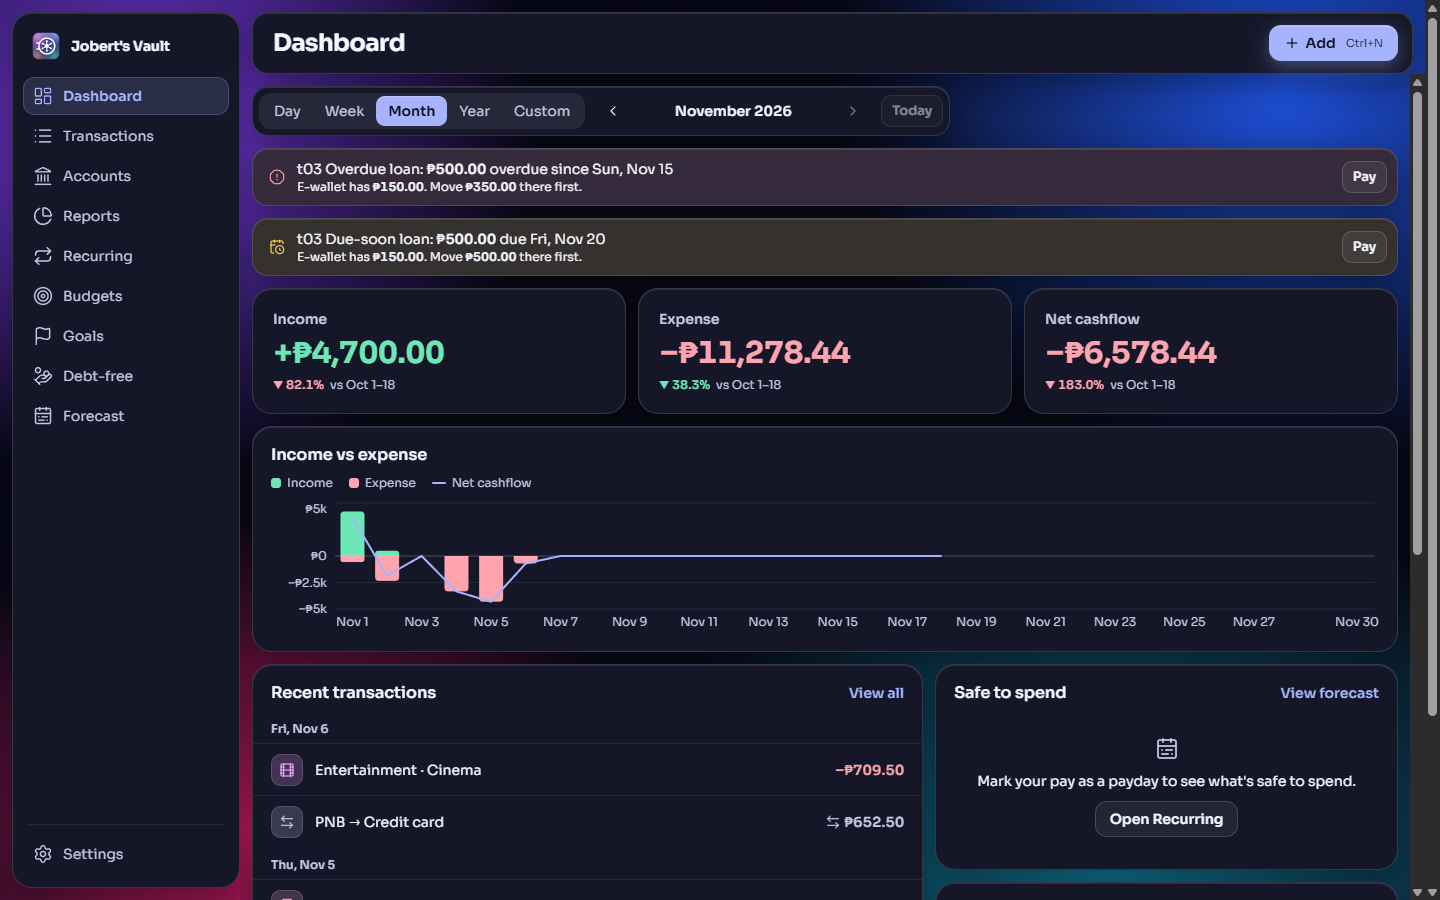 Jobert's Vault
Dashboard
Transactions
Accounts
Reports
Recurring
Budgets
Goals
Debt-free
Forecast
Settings
Dashboard
Add Ctrl+N
Day Week Month Year Custom
November 2026
Today
t03 Overdue loan: ₱500.00 overdue since Sun, Nov 15
E-wallet has ₱150.00. Move ₱350.00 there first.
Pay
t03 Due-soon loan: ₱500.00 due Fri, Nov 20
E-wallet has ₱150.00. Move ₱500.00 there first.
Pay
Income
+₱4,700.00
▼ 82.1% vs Oct 1–18
Expense
−₱11,278.44
▼ 38.3% vs Oct 1–18
Net cashflow
−₱6,578.44
▼ 183.0% vs Oct 1–18
Income vs expense
Income Expense Net cashflow
₱5k
₱0
−₱2.5k
−₱5k
Nov 1 Nov 3 Nov 5 Nov 7 Nov 9 Nov 11 Nov 13 Nov 15 Nov 17 Nov 19 Nov 21 Nov 23 Nov 25 Nov 27 Nov 30
Recent transactions
View all
Fri, Nov 6
Entertainment · Cinema −₱709.50
PNB → Credit card ₱652.50
Thu, Nov 5
Safe to spend
View forecast
Mark your pay as a payday to see what's safe to spend.
Open Recurring